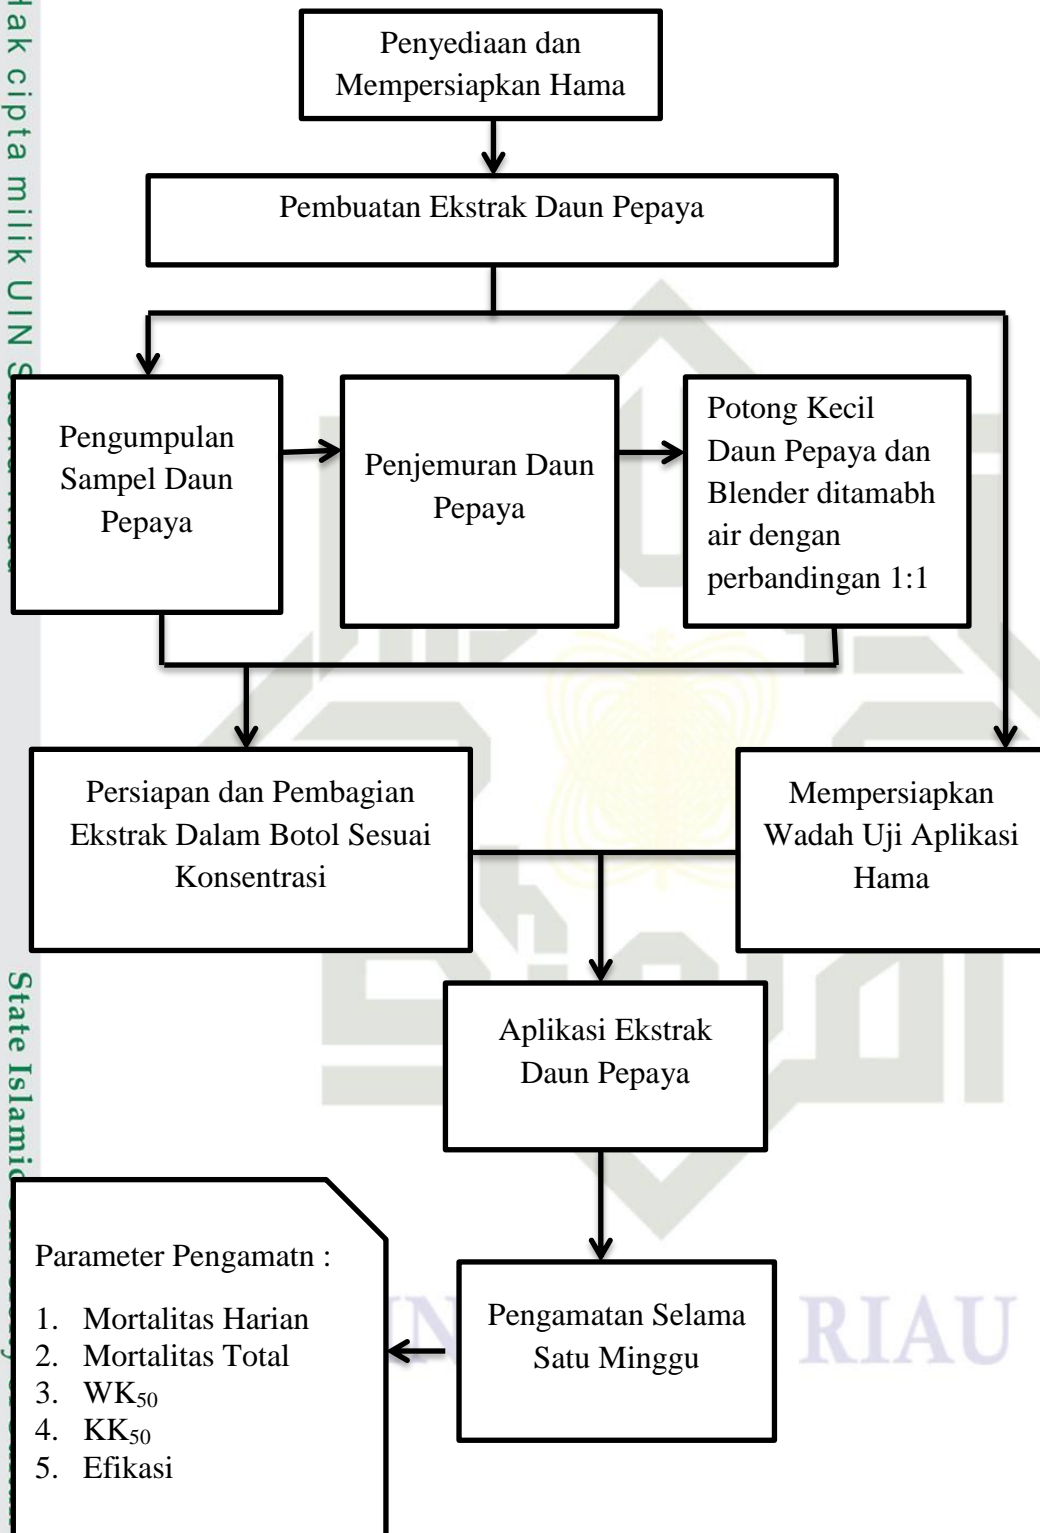 Hak cipta milik UIN
Penyediaan dan
Mempersiapkan Hama
Pembuatan Ekstrak Daun Pepaya
Pengumpulan
Sampel Daun
Pepaya
Penjemuran Daun
Pepaya
Potong Kecil
Daun Pepaya dan
Blender ditamabh
air dengan
perbandingan 1:1
Persiapan dan Pembagian
Ekstrak Dalam Botol Sesuai
Konsentrasi
Mempersiapkan
Wadah Uji Aplikasi
Hama
Aplikasi Ekstrak
Daun Pepaya
Pengamatan Selama
Satu Minggu
Parameter Pengamatn :
1. Mortalitas Harian
2. Mortalitas Total
3. WK₅₀
4. KK₅₀
5. Efikasi
State Islamic
RIAU